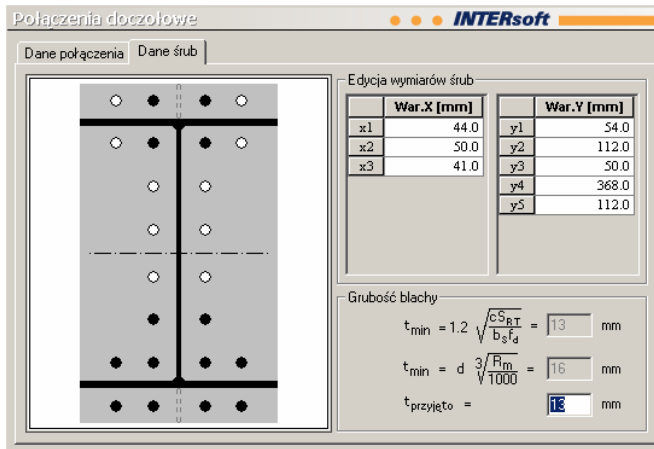 Połączenia doczołowe
INTERsoft
Dane połączenia Dane śrub
Edycja wymiarów śrub
War.X [mm]
x1 44.0
x2 50.0
x3 41.0
War.Y [mm]
y1 54.0
y2 112.0
y3 50.0
y4 368.0
y5 112.0
Grubość blachy
t_min = 1.2 √(cS_RT / b_s f_d) = 13 mm
t_min = d ³√(R_m / 1000) = 16 mm
t_przyjęto = 13 mm